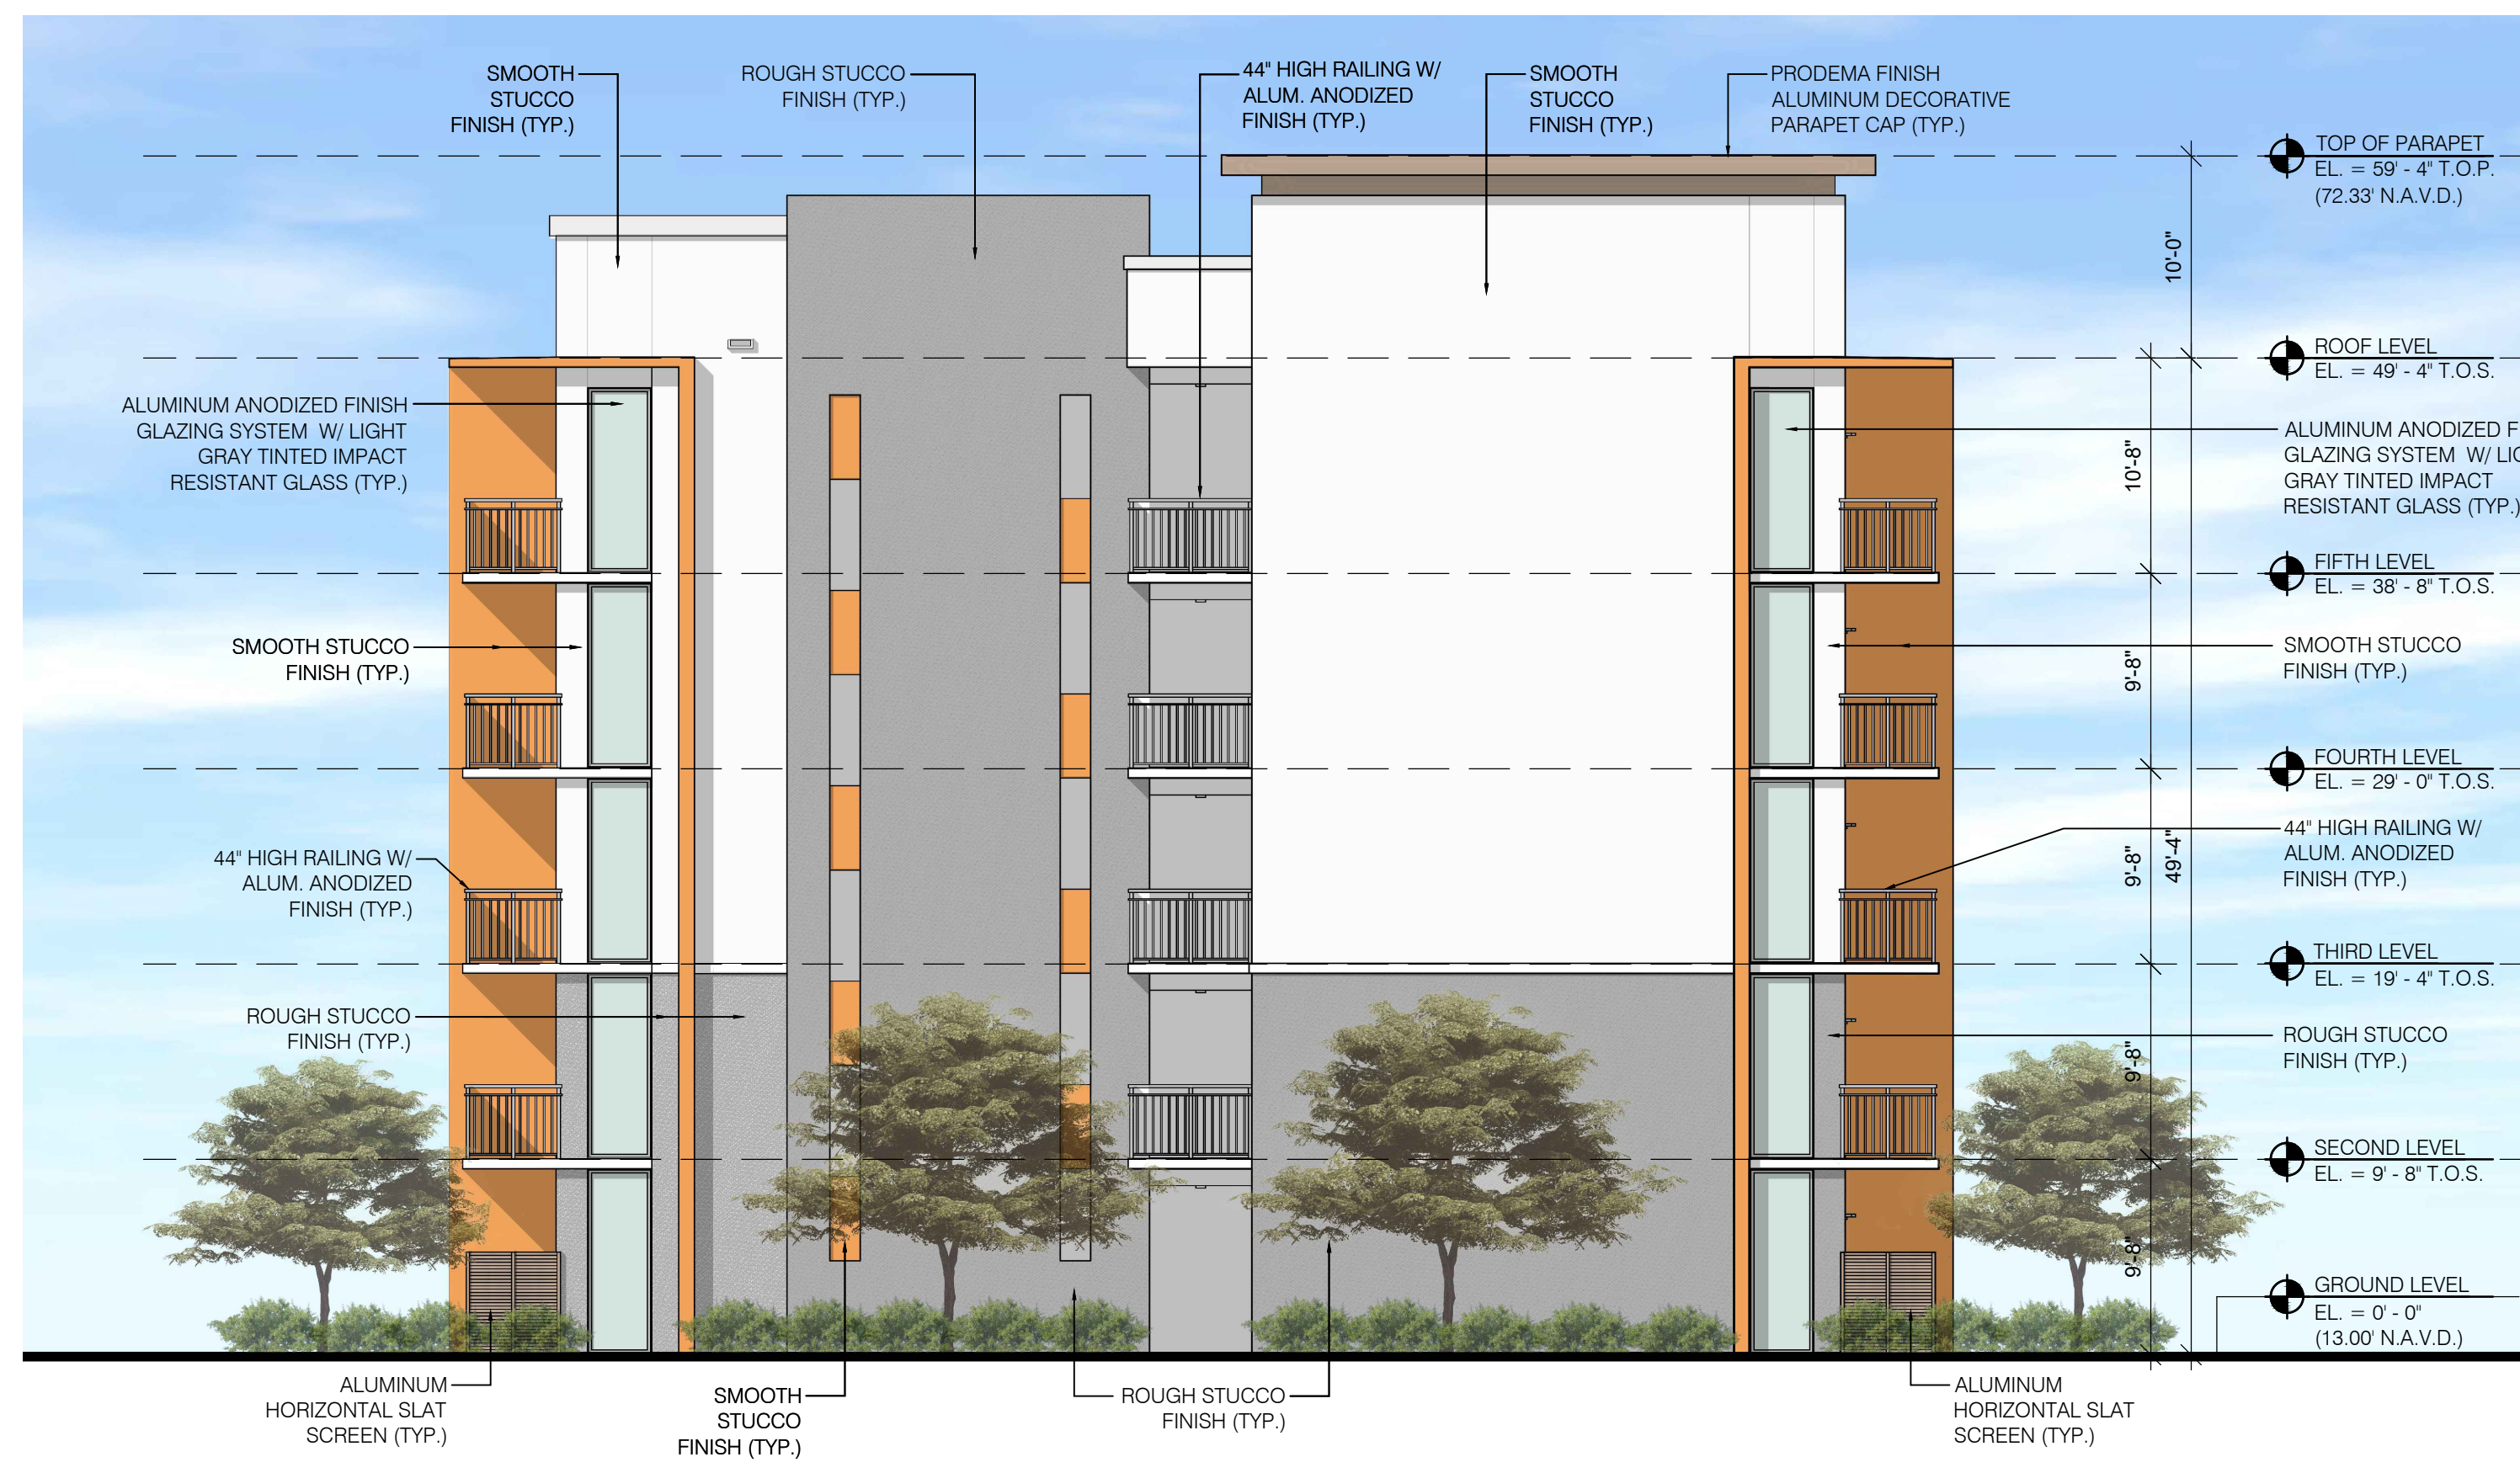 SMOOTH
STUCCO
FINISH (TYP.)
ROUGH STUCCO
FINISH (TYP.)
44" HIGH RAILING W/
ALUM. ANODIZED
FINISH (TYP.)
SMOOTH
STUCCO
FINISH (TYP.)
PRODEMA FINISH
ALUMINUM DECORATIVE
PARAPET CAP (TYP.)
TOP OF PARAPET
EL. = 59' - 4" T.O.P.
(72.33' N.A.V.D.)
10'-0"
ROOF LEVEL
EL. = 49' - 4" T.O.S.
ALUMINUM ANODIZED FINISH
GLAZING SYSTEM W/ LIGHT
GRAY TINTED IMPACT
RESISTANT GLASS (TYP.)
ALUMINUM ANODIZED F
GLAZING SYSTEM W/ LIG
GRAY TINTED IMPACT
RESISTANT GLASS (TYP.)
10'-8"
FIFTH LEVEL
EL. = 38' - 8" T.O.S.
SMOOTH STUCCO
FINISH (TYP.)
SMOOTH STUCCO
FINISH (TYP.)
9'-8"
FOURTH LEVEL
EL. = 29' - 0" T.O.S.
44" HIGH RAILING W/
ALUM. ANODIZED
FINISH (TYP.)
44" HIGH RAILING W/
ALUM. ANODIZED
FINISH (TYP.)
9'-8"
49'-4"
THIRD LEVEL
EL. = 19' - 4" T.O.S.
ROUGH STUCCO
FINISH (TYP.)
ROUGH STUCCO
FINISH (TYP.)
9'-8"
SECOND LEVEL
EL. = 9' - 8" T.O.S.
9'-8"
GROUND LEVEL
EL. = 0' - 0"
(13.00' N.A.V.D.)
ALUMINUM
HORIZONTAL SLAT
SCREEN (TYP.)
SMOOTH
STUCCO
FINISH (TYP.)
ROUGH STUCCO
FINISH (TYP.)
ALUMINUM
HORIZONTAL SLAT
SCREEN (TYP.)